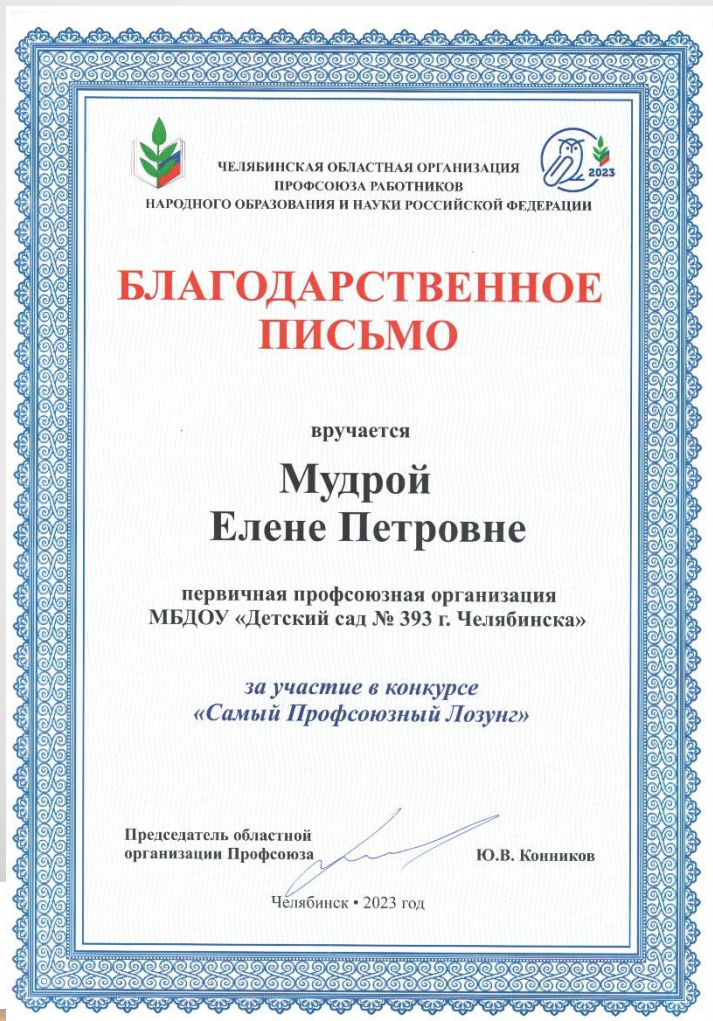 ЧЕЛЯБИНСКАЯ ОБЛАСТНАЯ ОРГАНИЗАЦИЯ
ПРОФСОЮЗА РАБОТНИКОВ
НАРОДНОГО ОБРАЗОВАНИЯ И НАУКИ РОССИЙСКОЙ ФЕДЕРАЦИИ
2023
БЛАГОДАРСТВЕННОЕ
ПИСЬМО
вручается
Мудрой
Елене Петровне
первичная профсоюзная организация
МБДОУ «Детский сад № 393 г. Челябинска»
за участие в конкурсе
«Самый Профсоюзный Лозунг»
Председатель областной
организации Профсоюза
Ю.В. Конников
Челябинск • 2023 год